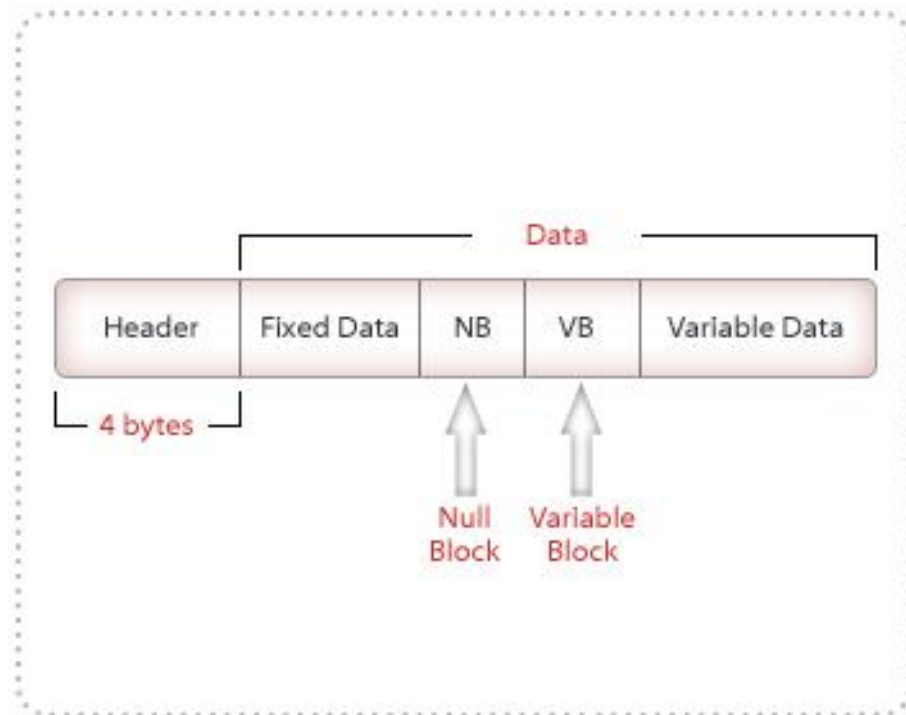 Data
Header
Fixed Data
NB
VB
Variable Data
4 bytes
Null
Block
Variable
Block